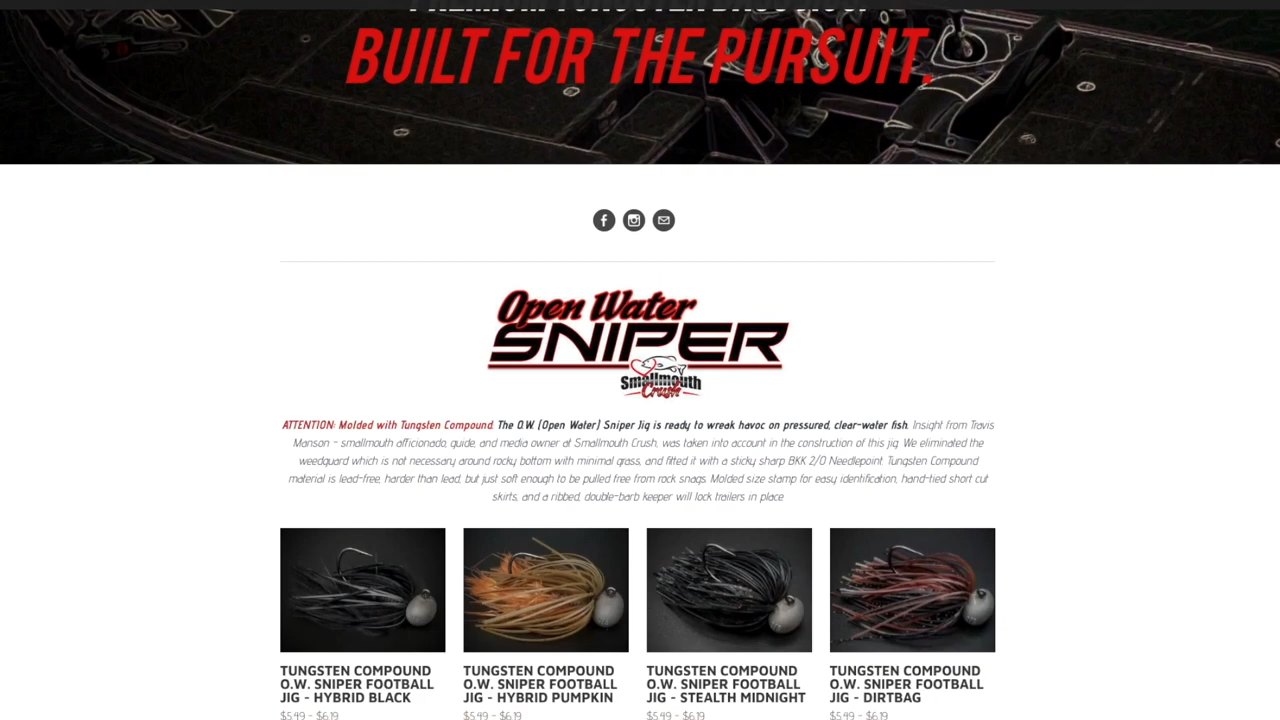 BUILT FOR THE PURSUIT.
Open Water
SNIPER
Smallmouth
Crush
ATTENTION: Molded with Tungsten Compound. The O.W. (Open Water) Sniper Jig is ready to wreak havoc on pressured, clear-water fish. Insight from Travis
Manson - smallmouth afficionado, guide, and media owner at Smallmouth Crush, was taken into account in the construction of this jig. We eliminated the
weedguard which is not necessary around rocky bottom with minimal grass, and fitted it with a sticky sharp BKK 2/0 Needlepoint. Tungsten Compound
material is lead-free, harder than lead, but just soft enough to be pulled free from rock snags. Molded size stamp for easy identification, hand-tied short cut
skirts, and a ribbed, double-barb keeper will lock trailers in place
TUNGSTEN COMPOUND
O.W. SNIPER FOOTBALL
JIG - HYBRID BLACK
$5.49 - $6.19
TUNGSTEN COMPOUND
O.W. SNIPER FOOTBALL
JIG - HYBRID PUMPKIN
$5.49 - $6.19
TUNGSTEN COMPOUND
O.W. SNIPER FOOTBALL
JIG - STEALTH MIDNIGHT
$5.49 - $6.19
TUNGSTEN COMPOUND
O.W. SNIPER FOOTBALL
JIG - DIRTBAG
$5.49 - $6.19